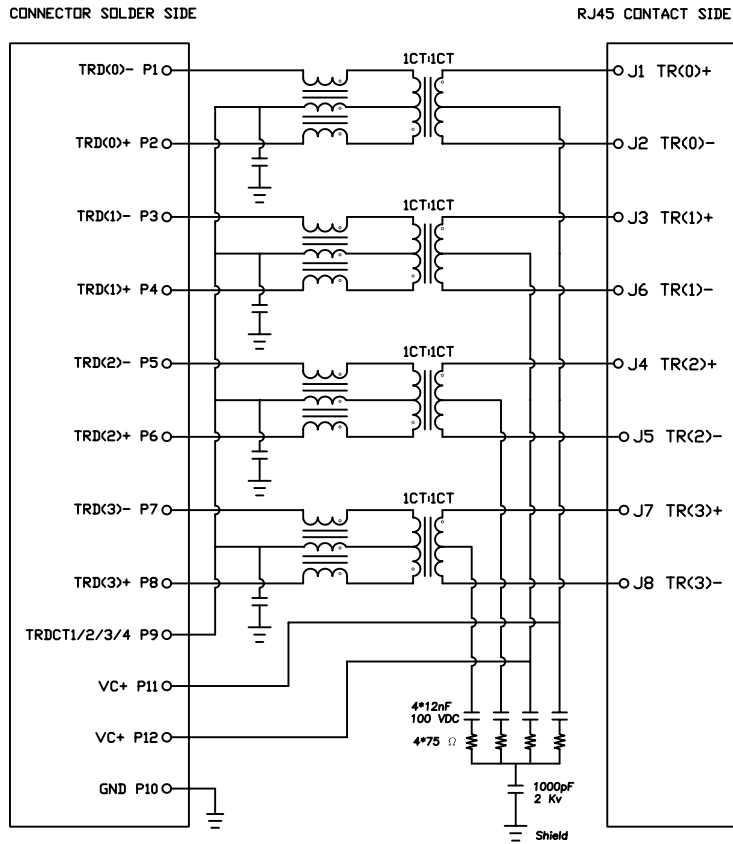 CONNECTOR SOLDER SIDE
RJ45 CONTACT SIDE
1CT:1CT
TRD(0)- P1
J1 TR(0)+
TRD(0)+ P2
J2 TR(0)-
1CT:1CT
TRD(1)- P3
J3 TR(1)+
TRD(1)+ P4
J6 TR(1)-
1CT:1CT
TRD(2)- P5
J4 TR(2)+
TRD(2)+ P6
J5 TR(2)-
1CT:1CT
TRD(3)- P7
J7 TR(3)+
TRD(3)+ P8
J8 TR(3)-
TRDCT1/2/3/4 P9
VC+ P11
4*12nF
100 VDC
VC+ P12
4*75 Ω
GND P10
1000pF
2 Kv
Shield